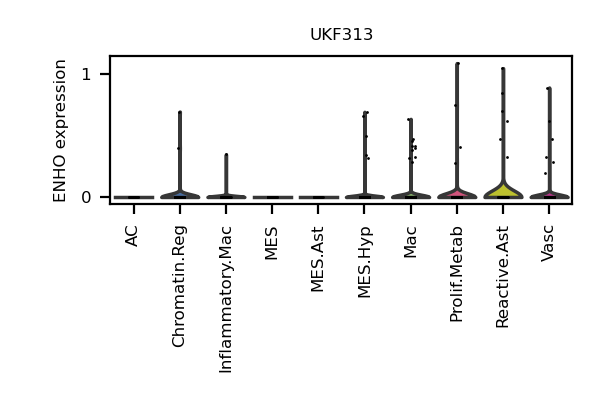 UKF313
ENHO expression
1
0
AC
Chromatin.Reg
Inflammatory.Mac
MES
MES.Ast
MES.Hyp
Mac
Prolif.Metab
Reactive.Ast
Vasc